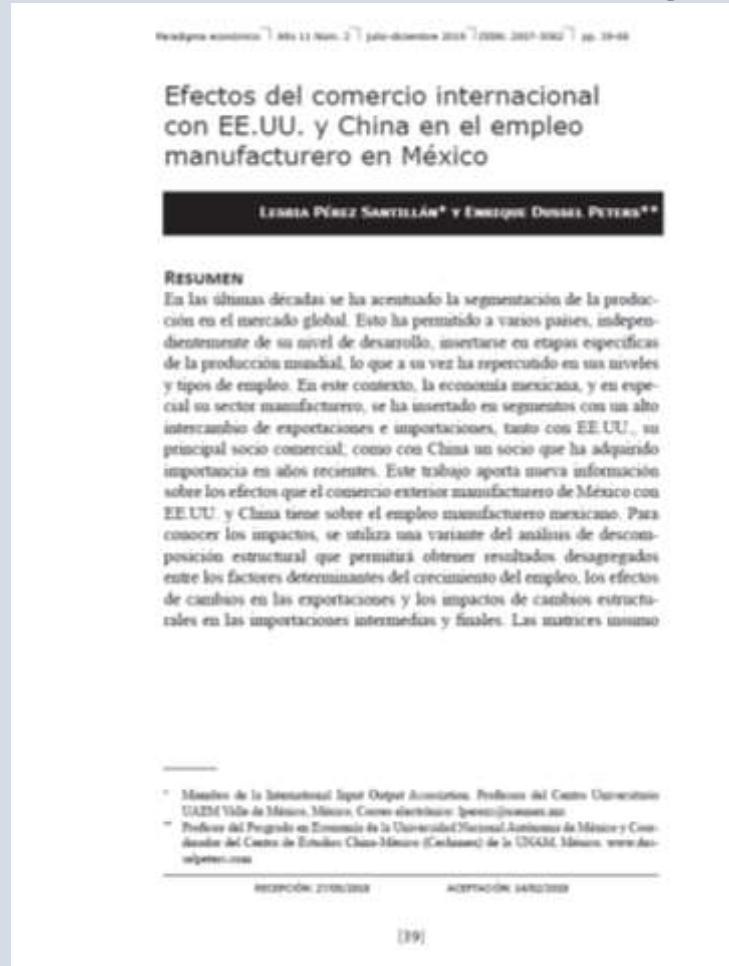 Paradigma económico Año 11 Núm. 2 julio-diciembre 2019 ISSN: 2007-3062 pp. 39-68
Efectos del comercio internacional
con EE.UU. y China en el empleo
manufacturero en México
Lesbia Pérez Santillán* y Enrique Dussel Peters**
Resumen
En las últimas décadas se ha acentuado la segmentación de la produc-
ción en el mercado global. Esto ha permitido a varios países, indepen-
dientemente de su nivel de desarrollo, insertarse en etapas específicas
de la producción mundial, lo que a su vez ha repercutido en sus niveles
y tipos de empleo. En este contexto, la economía mexicana, y en espe-
cial su sector manufacturero, se ha insertado en segmentos con un alto
intercambio de exportaciones e importaciones, tanto con EE.UU., su
principal socio comercial; como con China un socio que ha adquirido
importancia en años recientes. Este trabajo aporta nueva información
sobre los efectos que el comercio exterior manufacturero de México con
EE.UU. y China tiene sobre el empleo manufacturero mexicano. Para
conocer los impactos, se utiliza una variante del análisis de descom-
posición estructural que permitirá obtener resultados desagregados
entre los factores determinantes del crecimiento del empleo, los efectos
de cambios en las exportaciones y los impactos de cambios estructu-
rales en las importaciones intermedias y finales. Las matrices insumo
* Miembro de la International Input Output Association. Profesora del Centro Universitario
UAEM Valle de México, México. Correo electrónico:
** Profesor del Posgrado en Economía de la Universidad Nacional Autónoma de México y Coor-
dinador del Centro de Estudios China-México (Cechimex) de la UNAM, México. www.dus-
selpeters.com
RECEPCIÓN: ACEPTACIÓN:
[39]